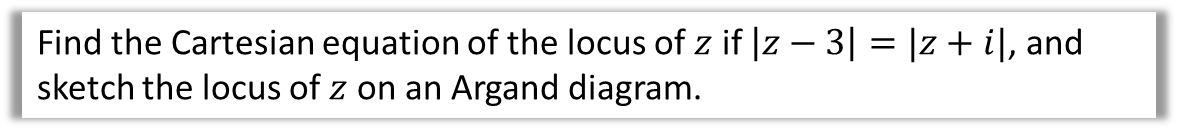 Find the Cartesian equation of the locus of 𝑧 if |𝑧 − 3| = |𝑧 + 𝑖|, and
sketch the locus of 𝑧 on an Argand diagram.